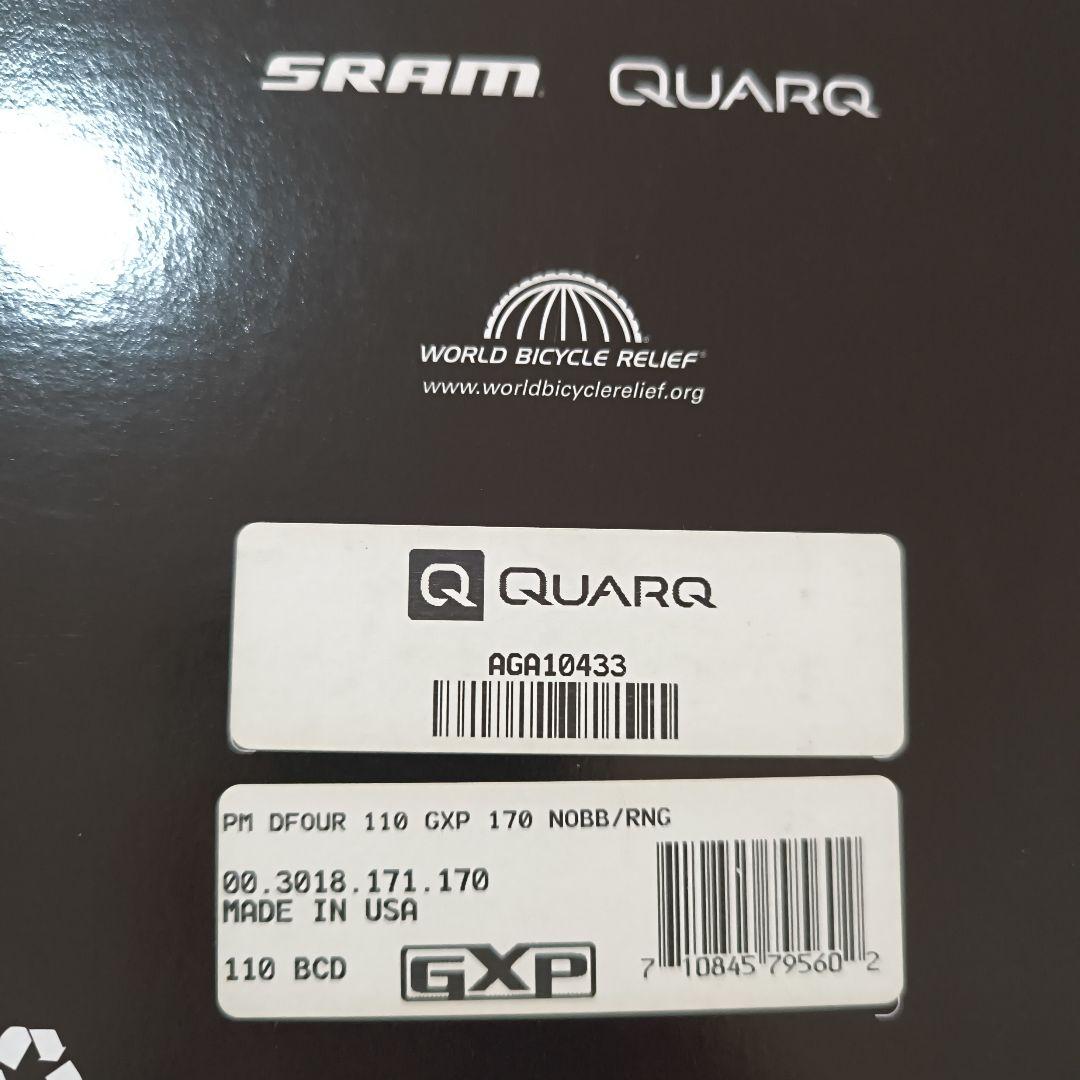 SRAM QUARQ
WORLD BICYCLE RELIEF®
www.worldbicyclerelief.org
Q QUARQ
AGA10433
PM DFOUR 110 GXP 170 NOBB/RNG
00.3018.171.170
MADE IN USA
110 BCD GXP
7 10845 79560 2